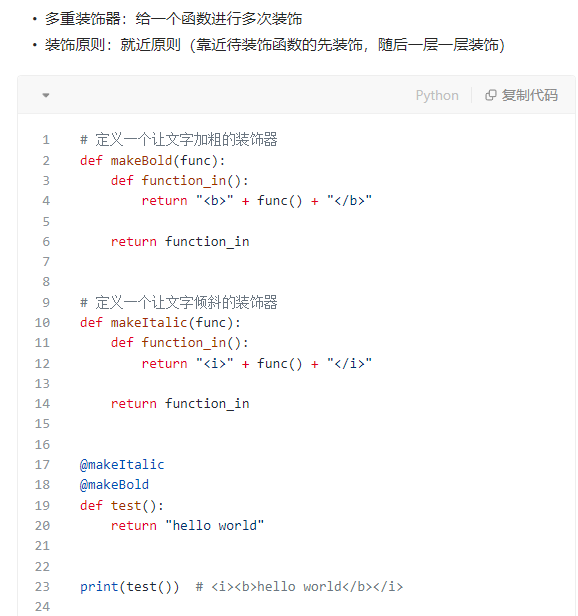 • 多重装饰器：给一个函数进行多次装饰
• 装饰原则：就近原则（靠近待装饰函数的先装饰，随后一层一层装饰）
Python 复制代码
1 # 定义一个让文字加粗的装饰器
2 def makeBold(func):
3     def function_in():
4         return "<b>" + func() + "</b>"
5
6     return function_in
7
8
9 # 定义一个让文字倾斜的装饰器
10 def makeItalic(func):
11     def function_in():
12         return "<i>" + func() + "</i>"
13
14     return function_in
15
16
17 @makeItalic
18 @makeBold
19 def test():
20     return "hello world"
21
22
23 print(test())  # <i><b>hello world</b></i>
24